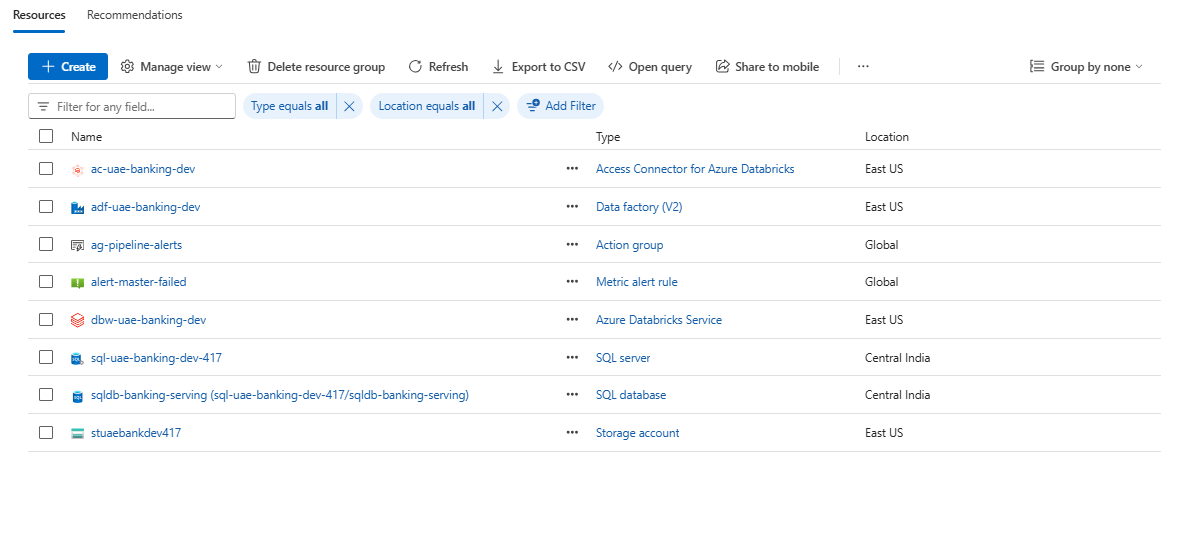 Resources Recommendations
Create Manage view Delete resource group Refresh Export to CSV Open query Share to mobile ... Group by none
Filter for any field... Type equals all Location equals all Add Filter
Name Type Location
ac-uae-banking-dev ... Access Connector for Azure Databricks East US
adf-uae-banking-dev ... Data factory (V2) East US
ag-pipeline-alerts ... Action group Global
alert-master-failed ... Metric alert rule Global
dbw-uae-banking-dev ... Azure Databricks Service East US
sql-uae-banking-dev-417 ... SQL server Central India
sqldb-banking-serving (sql-uae-banking-dev-417/sqldb-banking-serving) ... SQL database Central India
stuaebankdev417 ... Storage account East US